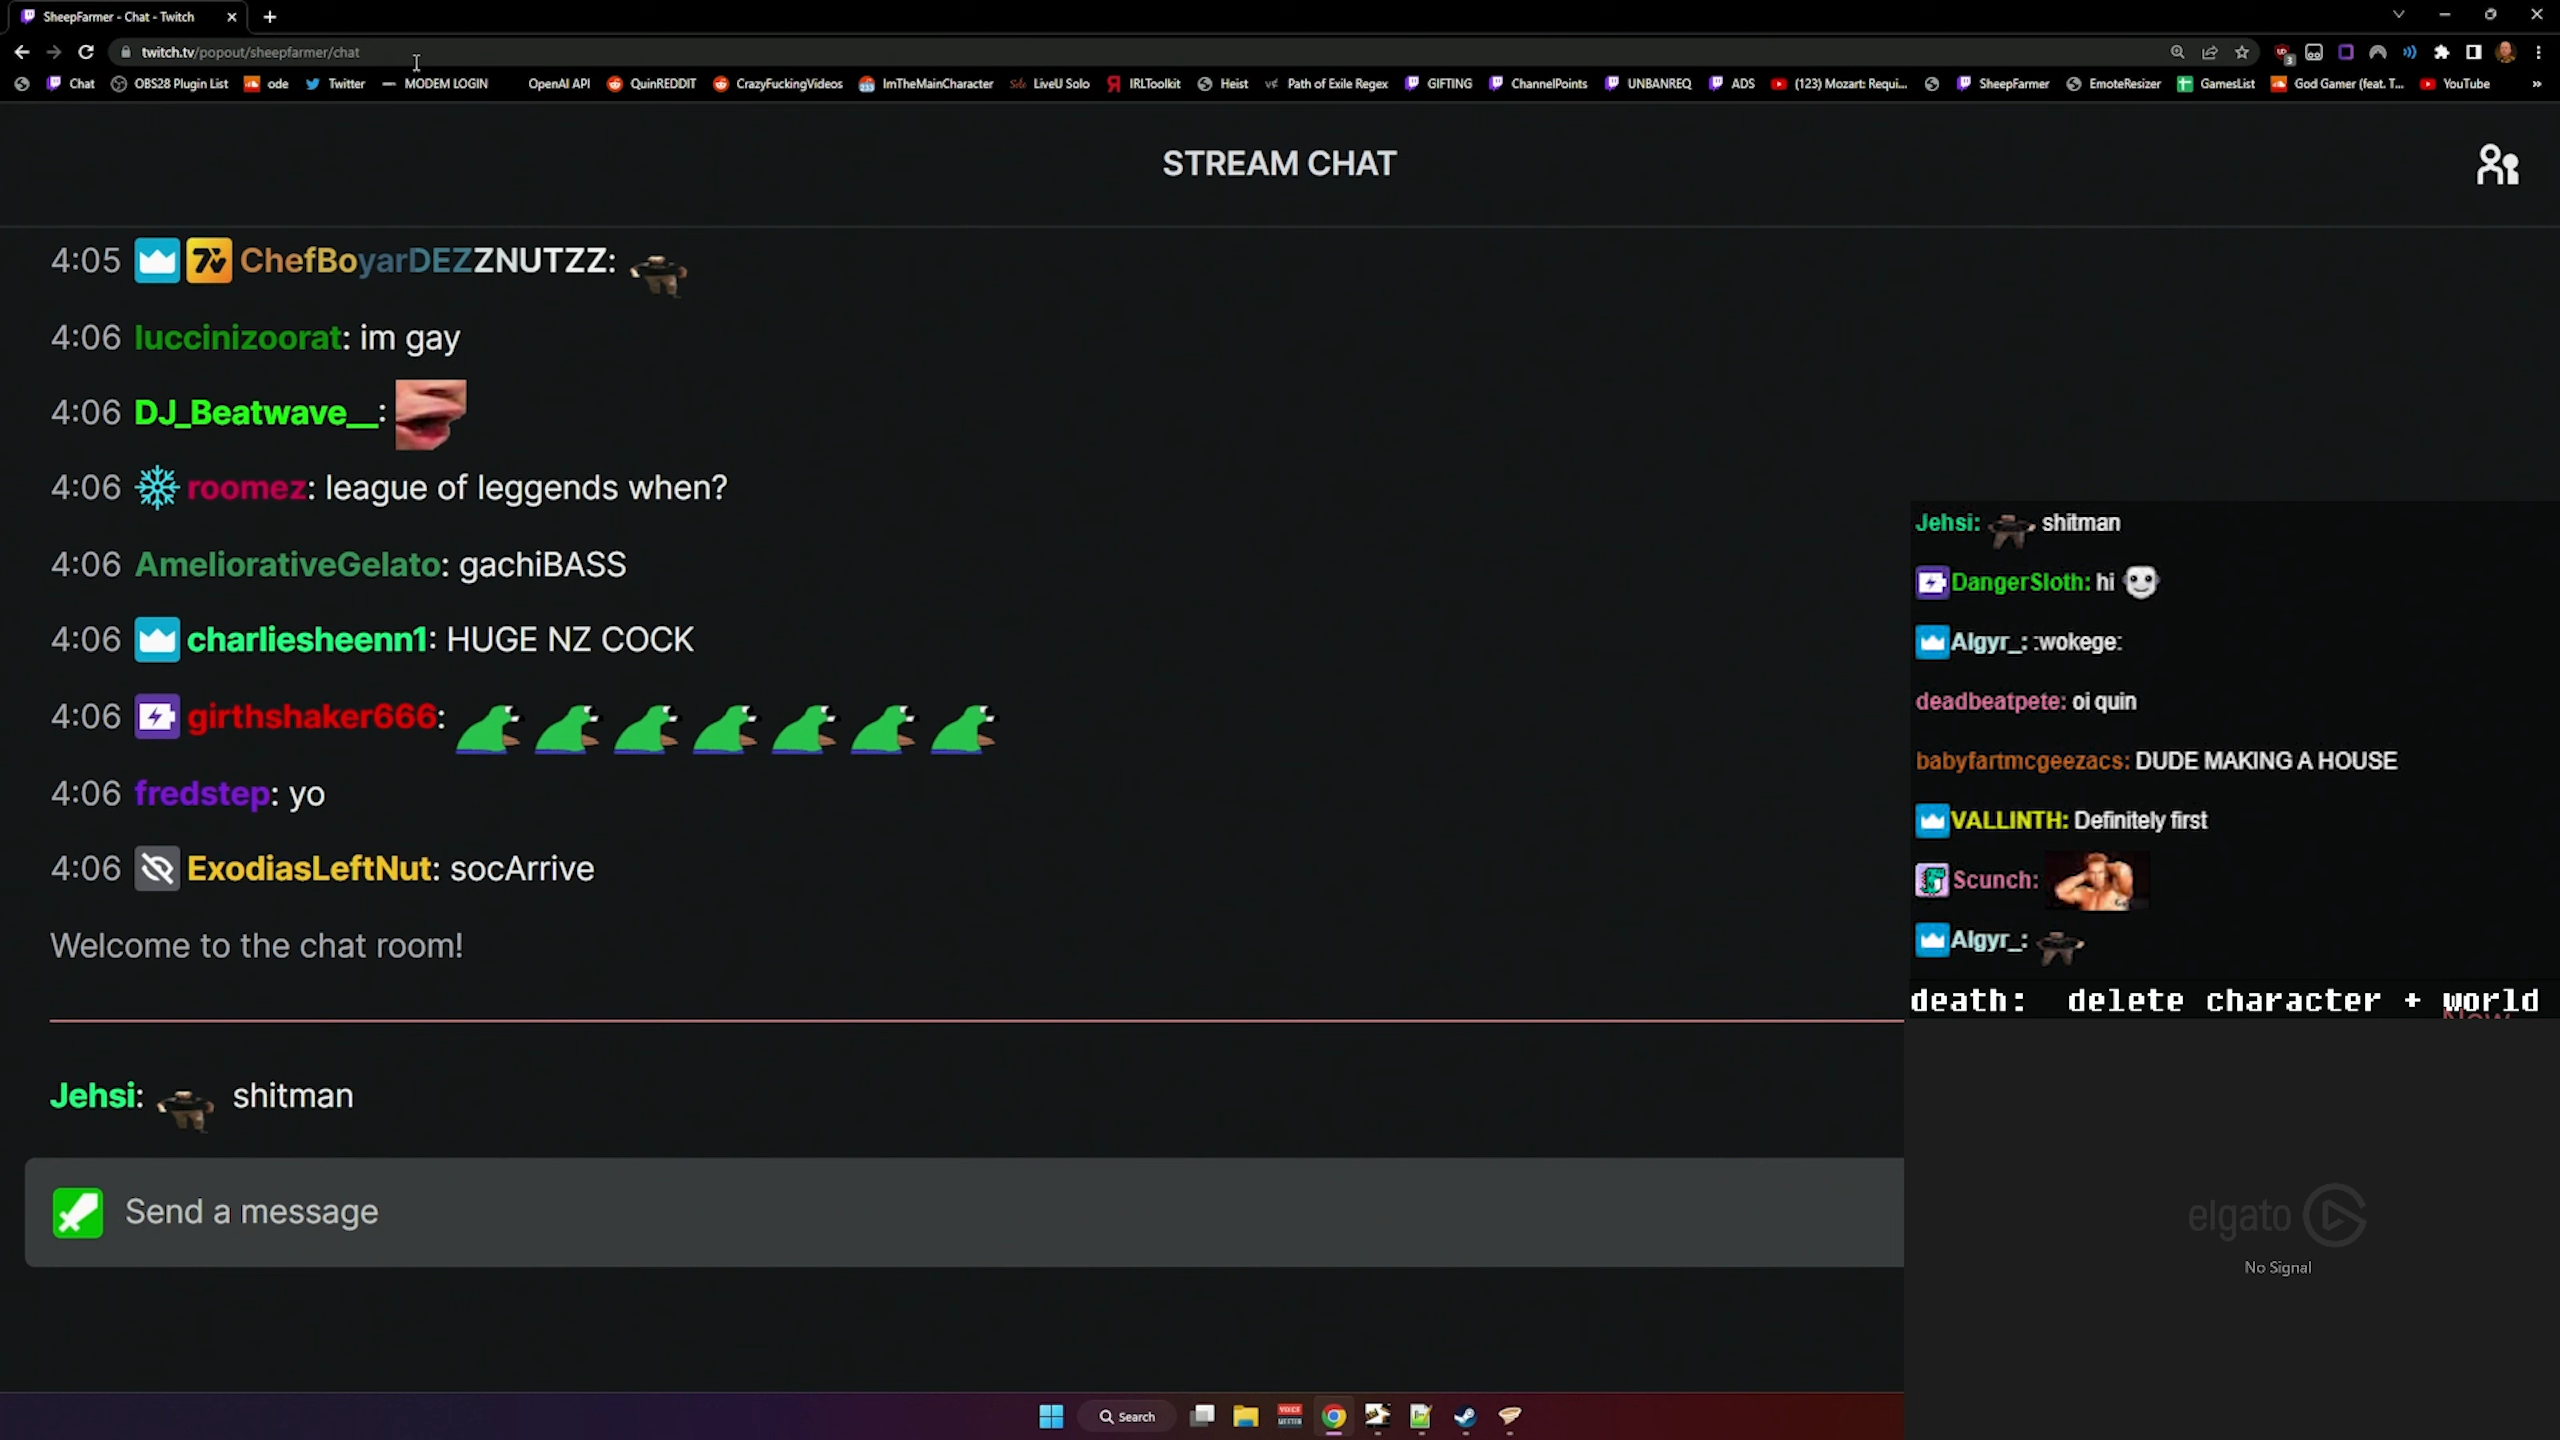 SheepFarmer - Chat - Twitch
twitch.tv/popout/sheepfarmer/chat
3
Chat OBS28 Plugin List ode Twitter MODEM LOGIN OpenAI API QuinREDDIT CrazyFuckingVideos ImTheMainCharacter LiveU Solo IRLToolkit Heist Path of Exile Regex GIFTING ChannelPoints UNBANREQ ADS (123) Mozart: Requi... SheepFarmer EmoteResizer GamesList God Gamer (feat. T... YouTube »
STREAM CHAT
4:05 ChefBoyarDEZZNUTZZ:
4:06 luccinizoorat: im gay
4:06 DJ_Beatwave__:
4:06 roomez: league of leggends when?
4:06 AmeliorativeGelato: gachiBASS
4:06 charliesheenn1: HUGE NZ COCK
4:06 girthshaker666:
4:06 fredstep: yo
4:06 ExodiasLeftNut: socArrive
Welcome to the chat room!
Jehsi: shitman
Send a message
Jehsi: shitman
DangerSloth: hi
Algyr_: :wokege:
deadbeatpete: oi quin
babyfartmcgeezacs: DUDE MAKING A HOUSE
VALLINTH: Definitely first
Scunch:
Algyr_:
death: delete character + world
elgato
No Signal
Search
VOICE